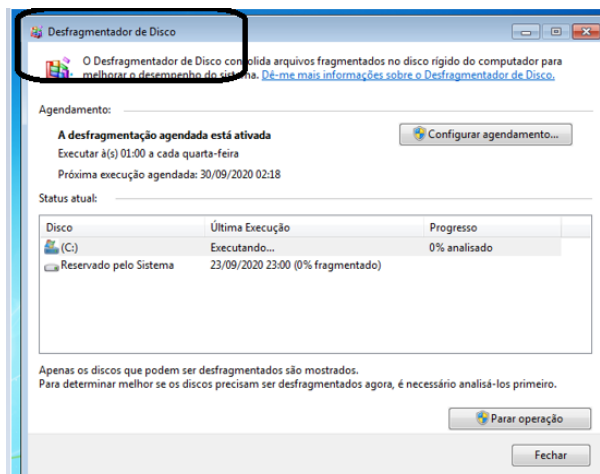 Desfragmentador de Disco
O Desfragmentador de Disco consolida arquivos fragmentados no disco rígido do computador para
melhorar o desempenho do sistema. Dê-me mais informações sobre o Desfragmentador de Disco.
Agendamento:
A desfragmentação agendada está ativada
Configurar agendamento...
Executar à(s) 01:00 a cada quarta-feira
Próxima execução agendada: 30/09/2020 02:18
Status atual:
Disco Última Execução Progresso
(C:) Executando... 0% analisado
Reservado pelo Sistema 23/09/2020 23:00 (0% fragmentado)
Apenas os discos que podem ser desfragmentados são mostrados.
Para determinar melhor se os discos precisam ser desfragmentados agora, é necessário analisá-los primeiro.
Parar operação
Fechar